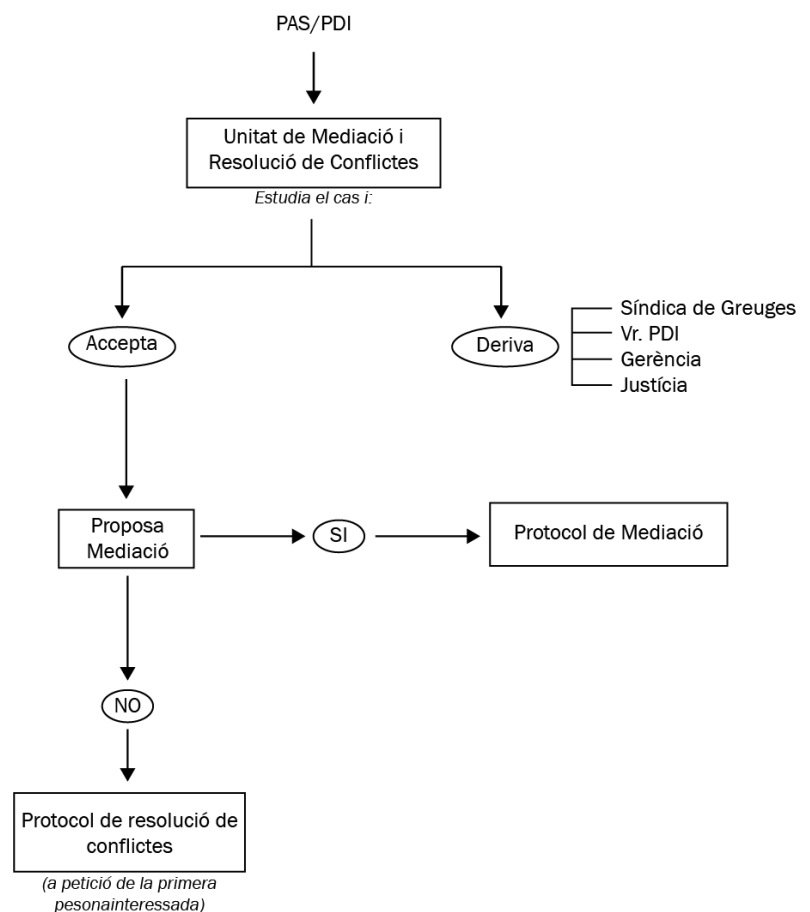 PAS/PDI
Unitat de Mediació i
Resolució de Conflictes
Estudia el cas i:
Accepta
Deriva
Síndica de Greuges
Vr. PDI
Gerència
Justícia
Proposa
Mediació
SI
Protocol de Mediació
NO
Protocol de resolució de
conflictes
(a petició de la primera
pesonainteressada)